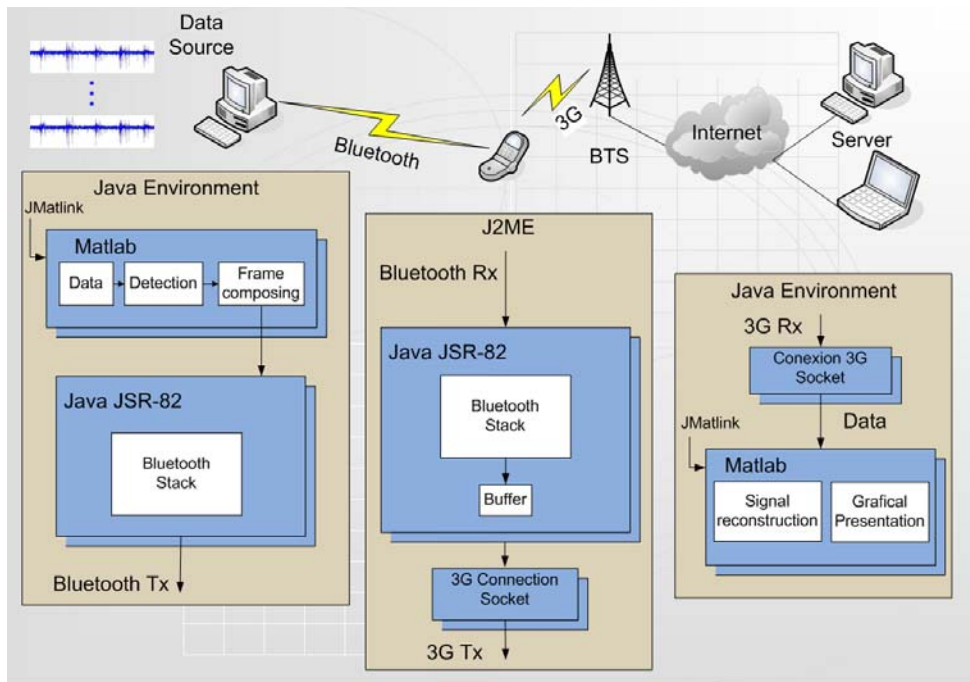 Data
Source
Bluetooth
3G
BTS
Internet
Server
Java Environment
JMatlink
Matlab
Data
Detection
Frame
composing
Java JSR-82
Bluetooth
Stack
Bluetooth Tx
J2ME
Bluetooth Rx
Java JSR-82
Bluetooth
Stack
Buffer
3G Connection
Socket
3G Tx
Java Environment
3G Rx
Conexion 3G
Socket
Data
JMatlink
Matlab
Signal
reconstruction
Grafical
Presentation